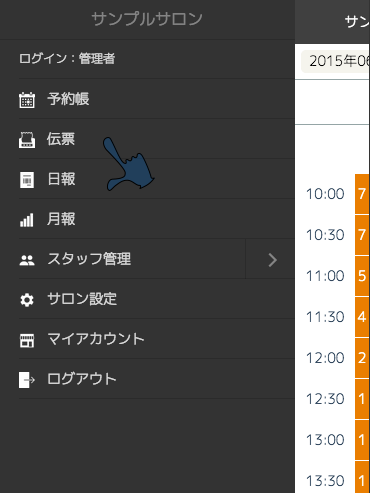 サンプルサロン
ログイン：管理者
予約帳
伝票
日報
月報
スタッフ管理
サロン設定
マイアカウント
ログアウト
サン
2015年06
10:00 7
10:30 7
11:00 5
11:30 4
12:00 2
12:30 1
13:00 1
13:30 1